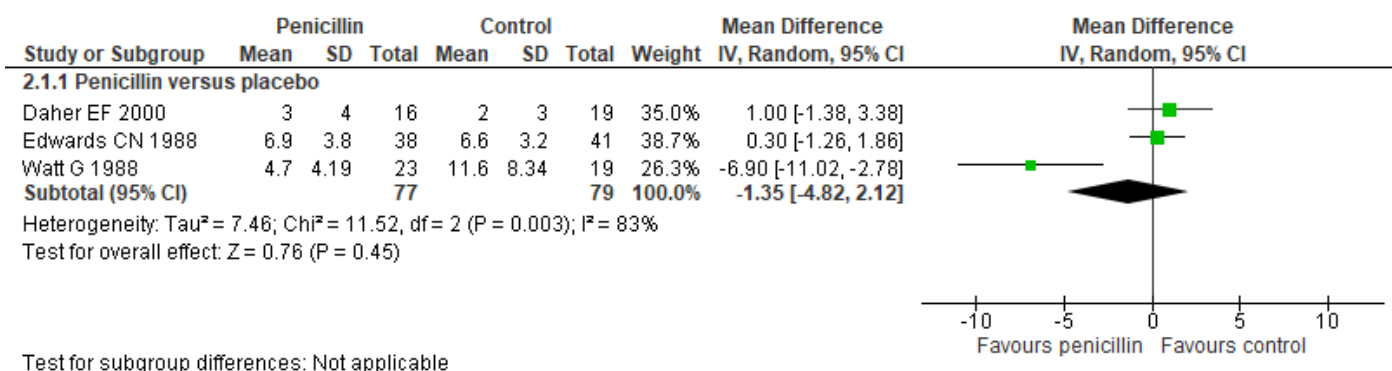 Penicillin Control Mean Difference Mean Difference
Study or Subgroup Mean SD Total Mean SD Total Weight IV, Random, 95% CI IV, Random, 95% CI
2.1.1 Penicillin versus placebo
Daher EF 2000 3 4 16 2 3 19 35.0% 1.00 [-1.38, 3.38]
Edwards CN 1988 6.9 3.8 38 6.6 3.2 41 38.7% 0.30 [-1.26, 1.86]
Watt G 1988 4.7 4.19 23 11.6 8.34 19 26.3% -6.90 [-11.02, -2.78]
Subtotal (95% CI) 77 79 100.0% -1.35 [-4.82, 2.12]
Heterogeneity: Tau² = 7.46; Chi² = 11.52, df = 2 (P = 0.003); I² = 83%
Test for overall effect: Z = 0.76 (P = 0.45)
-10 -5 0 5 10
Favours penicillin Favours control
Test for subgroup differences: Not applicable